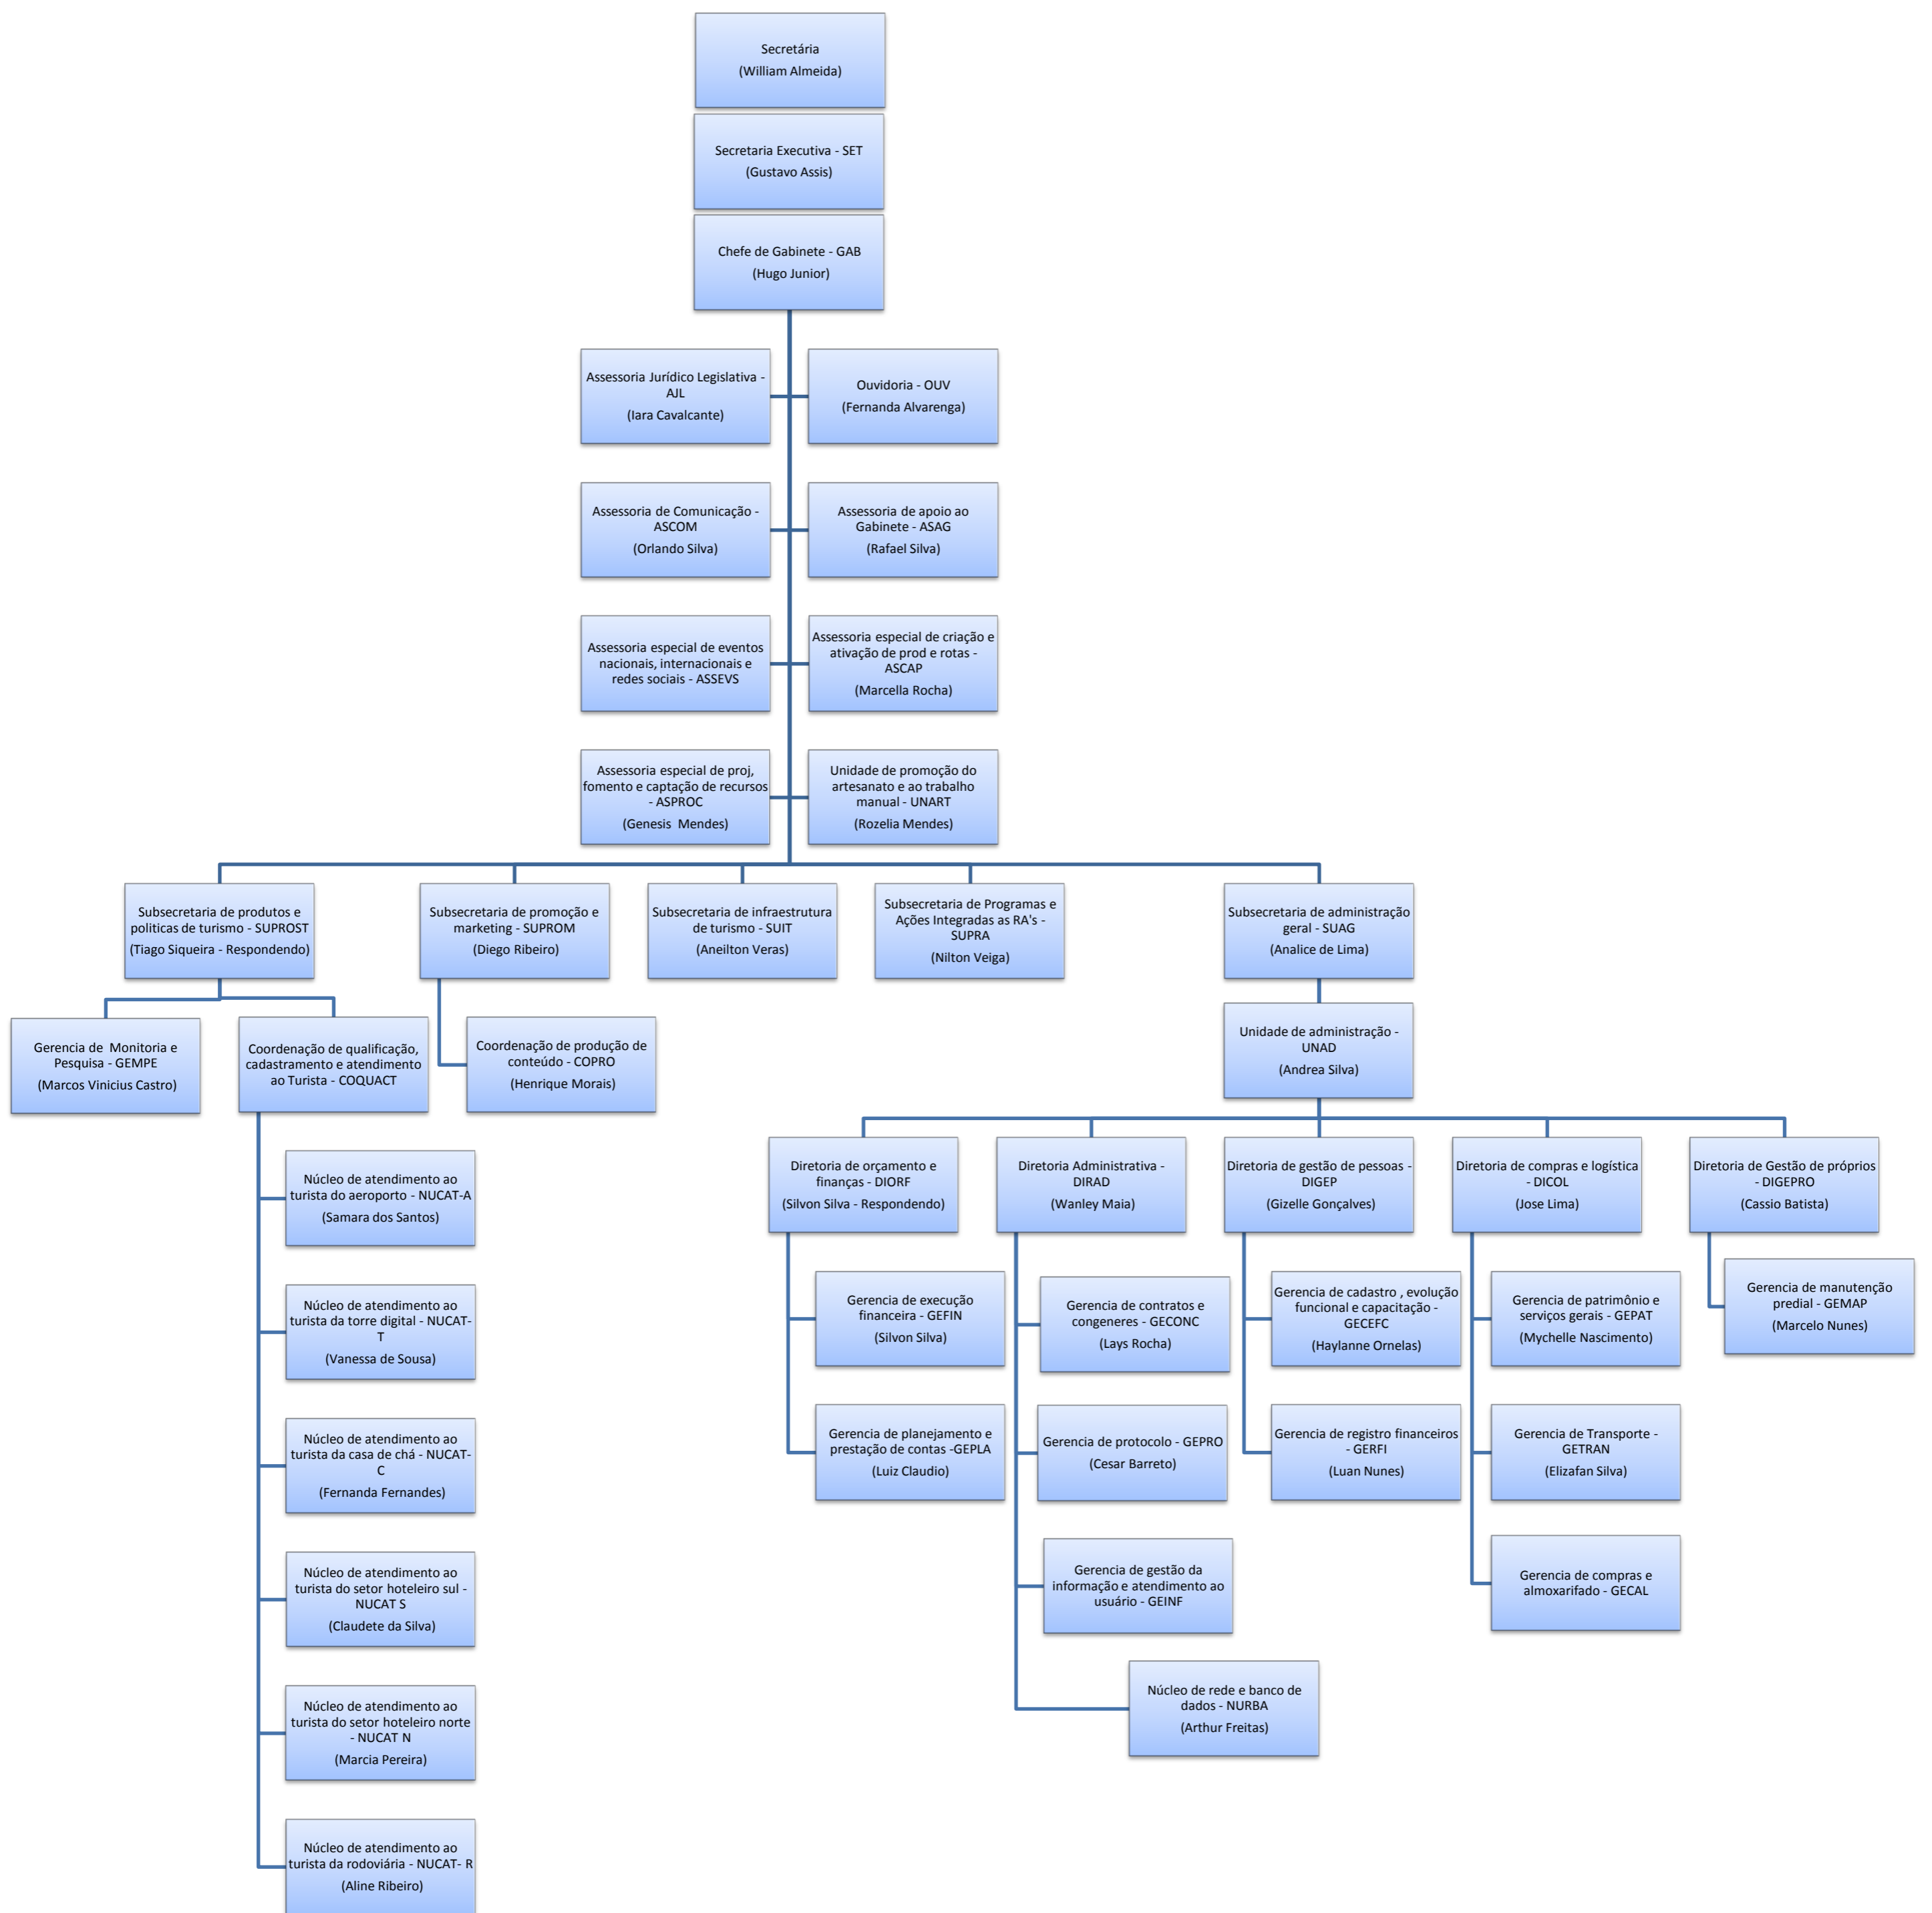 Secretária
(William Almeida)
Secretaria Executiva - SET
(Gustavo Assis)
Chefe de Gabinete - GAB
(Hugo Junior)
Assessoria Jurídico Legislativa -
AJL
(Iara Cavalcante)
Ouvidoria - OUV
(Fernanda Alvarenga)
Assessoria de Comunicação -
ASCOM
(Orlando Silva)
Assessoria de apoio ao
Gabinete - ASAG
(Rafael Silva)
Assessoria especial de eventos
nacionais, internacionais e
redes sociais - ASSEVS
Assessoria especial de criação e
ativação de prod e rotas -
ASCAP
(Marcella Rocha)
Assessoria especial de proj,
fomento e captação de recursos
- ASPROC
(Genesis  Mendes)
Unidade de promoção do
artesanato e ao trabalho
manual - UNART
(Rozelia Mendes)
Subsecretaria de produtos e
politicas de turismo - SUPROST
(Tiago Siqueira - Respondendo)
Subsecretaria de promoção e
marketing - SUPROM
(Diego Ribeiro)
Subsecretaria de infraestrutura
de turismo - SUIT
(Aneilton Veras)
Subsecretaria de Programas e
Ações Integradas as RA's -
SUPRA
(Nilton Veiga)
Subsecretaria de administração
geral - SUAG
(Analice de Lima)
Gerencia de  Monitoria e
Pesquisa - GEMPE
(Marcos Vinicius Castro)
Coordenação de qualificação,
cadastramento e atendimento
ao Turista - COQUACT
Coordenação de produção de
conteúdo - COPRO
(Henrique Morais)
Unidade de administração -
UNAD
(Andrea Silva)
Núcleo de atendimento ao
turista do aeroporto - NUCAT-A
(Samara dos Santos)
Núcleo de atendimento ao
turista da torre digital - NUCAT-
T
(Vanessa de Sousa)
Núcleo de atendimento ao
turista da casa de chá - NUCAT-
C
(Fernanda Fernandes)
Núcleo de atendimento ao
turista do setor hoteleiro sul -
NUCAT S
(Claudete da Silva)
Núcleo de atendimento ao
turista do setor hoteleiro norte
- NUCAT N
(Marcia Pereira)
Núcleo de atendimento ao
turista da rodoviária - NUCAT- R
(Aline Ribeiro)
Diretoria de orçamento e
finanças - DIORF
(Silvon Silva - Respondendo)
Diretoria Administrativa -
DIRAD
(Wanley Maia)
Diretoria de gestão de pessoas -
DIGEP
(Gizelle Gonçalves)
Diretoria de compras e logística
- DICOL
(Jose Lima)
Diretoria de Gestão de próprios
- DIGEPRO
(Cassio Batista)
Gerencia de execução
financeira - GEFIN
(Silvon Silva)
Gerencia de planejamento e
prestação de contas -GEPLA
(Luiz Claudio)
Gerencia de contratos e
congeneres - GECONC
(Lays Rocha)
Gerencia de protocolo - GEPRO
(Cesar Barreto)
Gerencia de gestão da
informação e atendimento ao
usuário - GEINF
Núcleo de rede e banco de
dados - NURBA
(Arthur Freitas)
Gerencia de cadastro , evolução
funcional e capacitação -
GECEFC
(Haylanne Ornelas)
Gerencia de registro financeiros
- GERFI
(Luan Nunes)
Gerencia de patrimônio e
serviços gerais - GEPAT
(Mychelle Nascimento)
Gerencia de Transporte -
GETRAN
(Elizafan Silva)
Gerencia de compras e
almoxarifado - GECAL
Gerencia de manutenção
predial - GEMAP
(Marcelo Nunes)